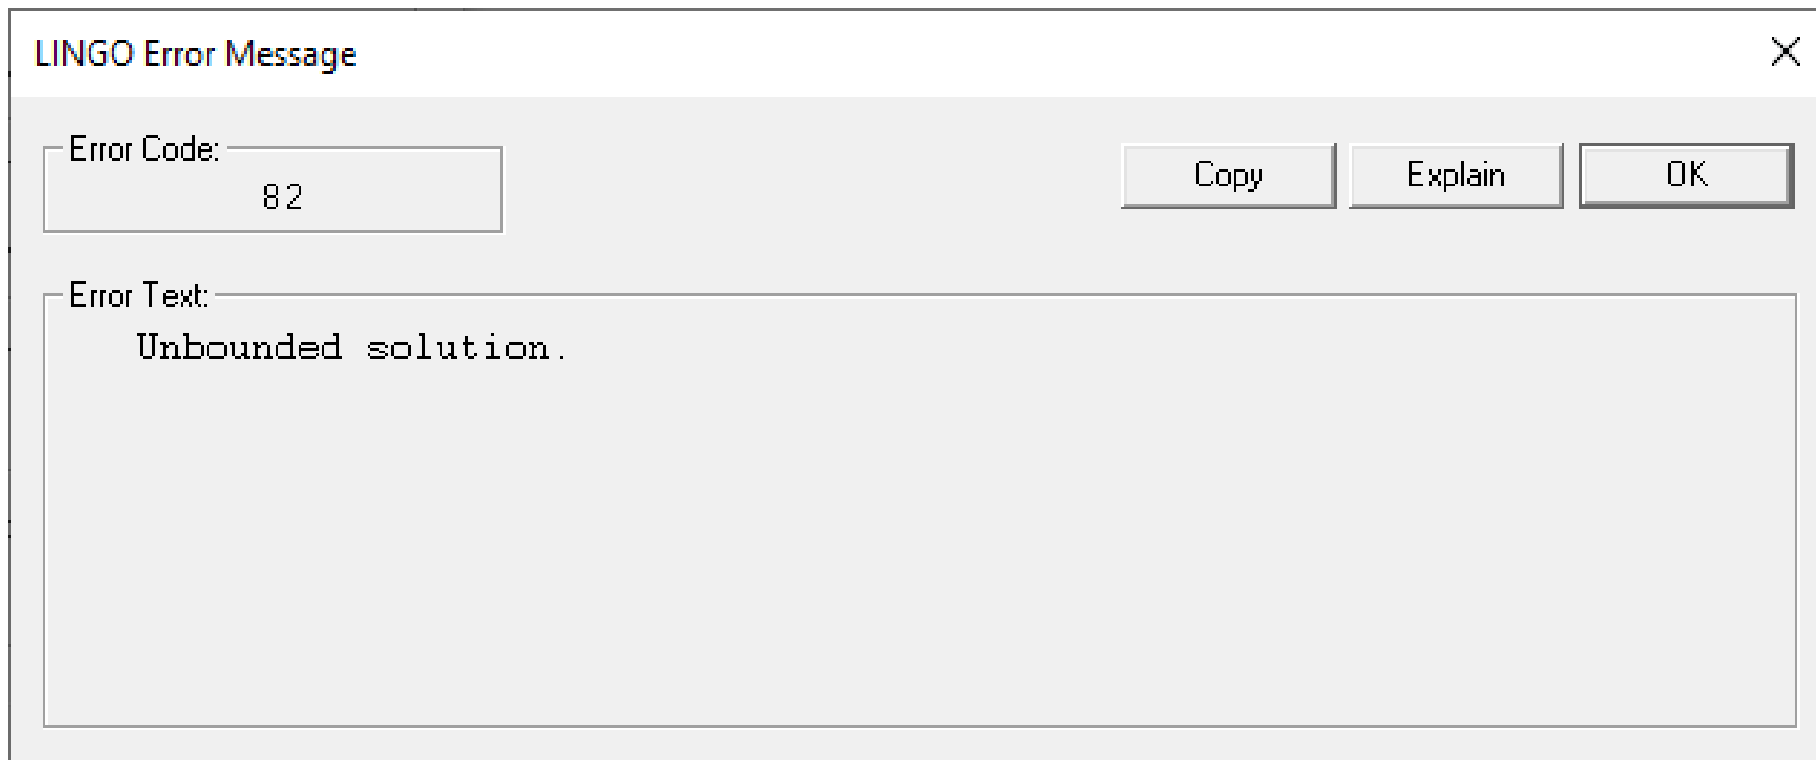 LINGO Error Message
Error Code:
82
Copy
Explain
OK
Error Text:
Unbounded solution.